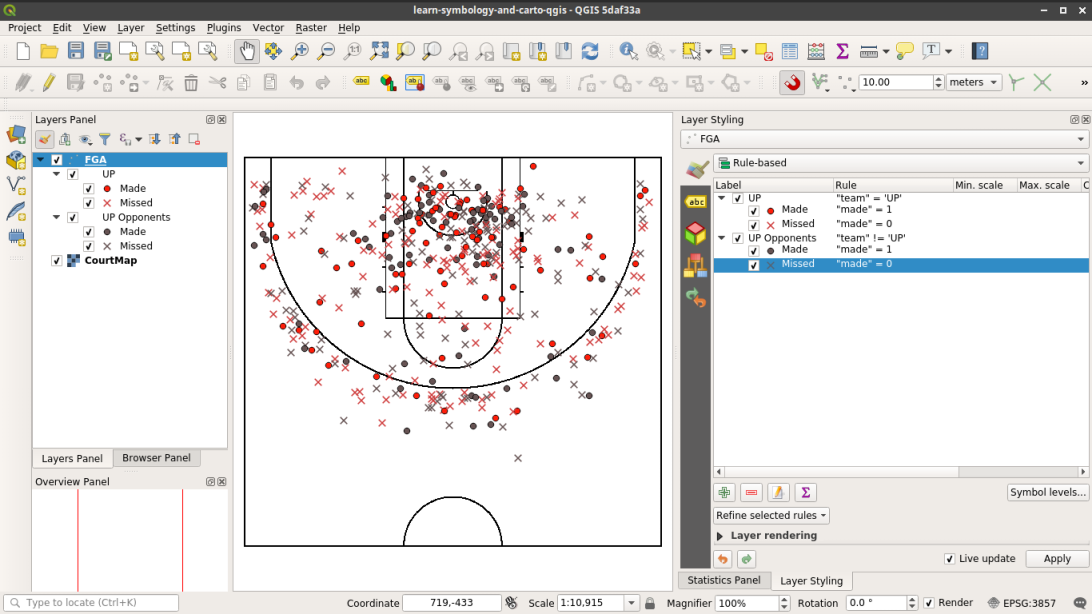 learn-symbology-and-carto-qgis - QGIS 5daf33a
Project Edit View Layer Settings Plugins Vector Raster Help
10.00 meters »
Layers Panel
FGA
UP
Made
Missed
UP Opponents
Made
Missed
CourtMap
Layers Panel Browser Panel
Overview Panel
Layer Styling
FGA
Rule-based
Label Rule Min. scale Max. scale C
UP "team" = 'UP'
Made "made" = 1
Missed "made" = 0
UP Opponents "team" != 'UP'
Made "made" = 1
Missed "made" = 0
Symbol levels...
Refine selected rules
Layer rendering
Live update Apply
Statistics Panel Layer Styling
Type to locate (Ctrl+K) Coordinate 719,-433 Scale 1:10,915 Magnifier 100% Rotation 0.0 ° Render EPSG:3857